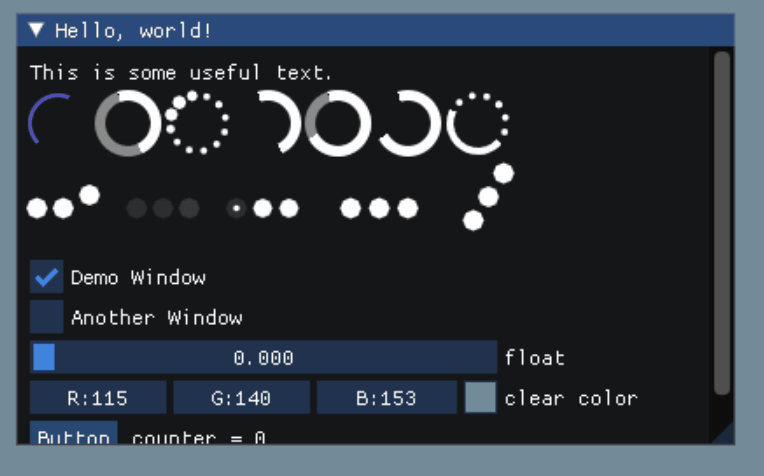 Hello, world!
This is some useful text.
Demo Window
Another Window
0.000 float
R:115 G:140 B:153 clear color
Button counter = 0